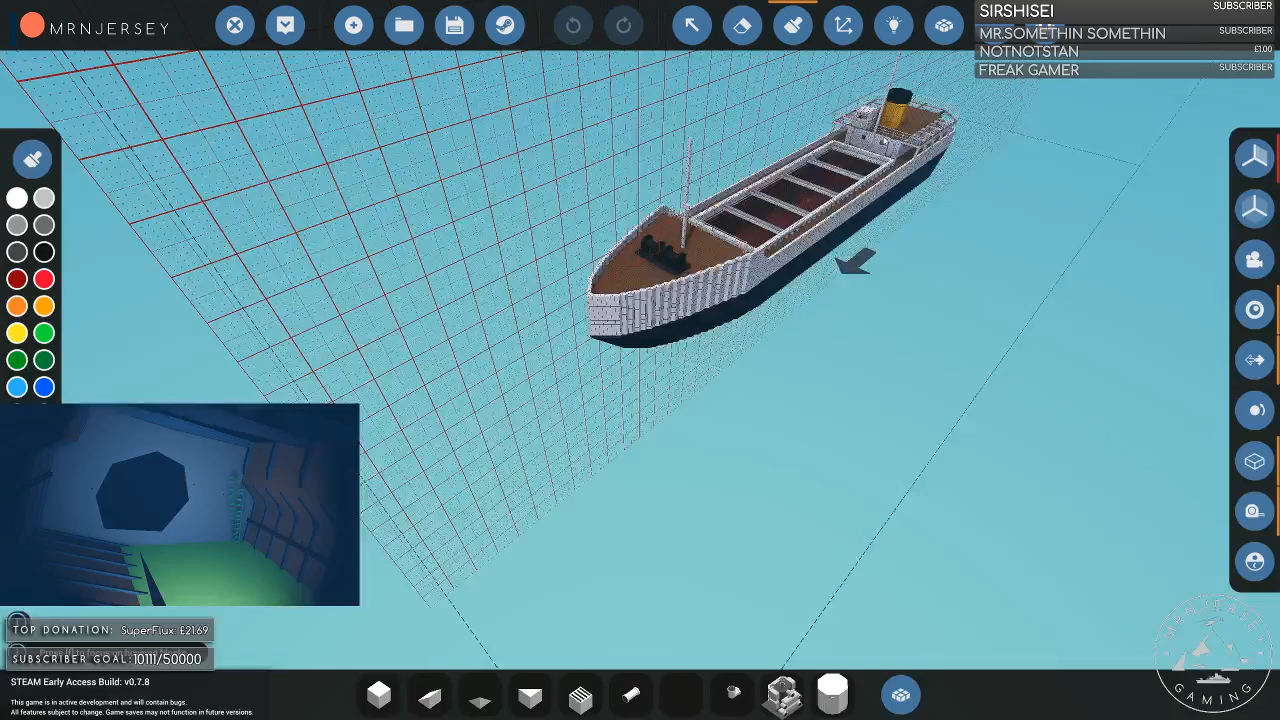 MRNJERSEY
SIRSHISEI SUBSCRIBER
MR.SOMETHIN SOMETHIN SUBSCRIBER
NOTNOTSTAN £1.00
FREAK GAMER SUBSCRIBER
TOP DONATION: SuperFlux: £21.69
SUBSCRIBER GOAL: 10111/50000
STEAM Early Access Build: v0.7.8
This game is in active development and will contain bugs.
All features subject to change. Game saves may not function in future versions.
GAMING